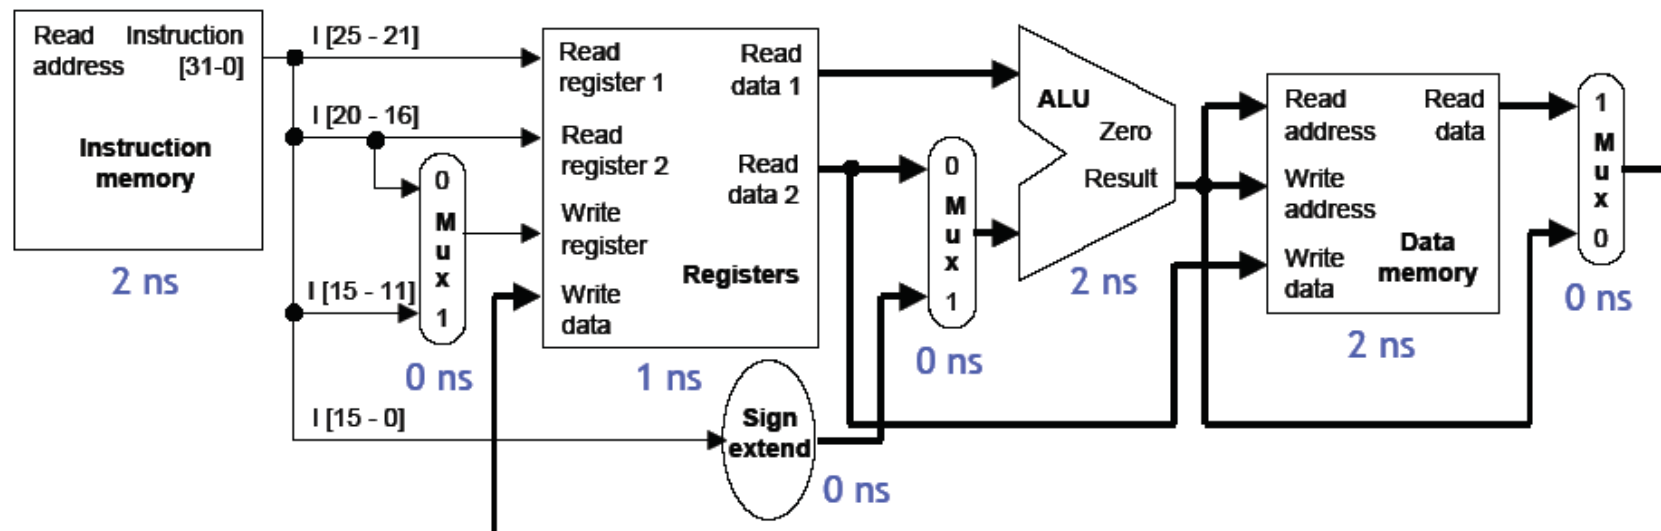 Read address
Instruction [31-0]
Instruction memory
2 ns
I [25 - 21]
I [20 - 16]
I [15 - 11]
I [15 - 0]
0
Mux
1
0 ns
Read register 1
Read register 2
Write register
Write data
Read data 1
Read data 2
Registers
1 ns
Sign extend
0 ns
0
Mux
1
0 ns
ALU
Zero
Result
2 ns
Read address
Write address
Write data
Read data
Data memory
2 ns
1
Mux
0
0 ns